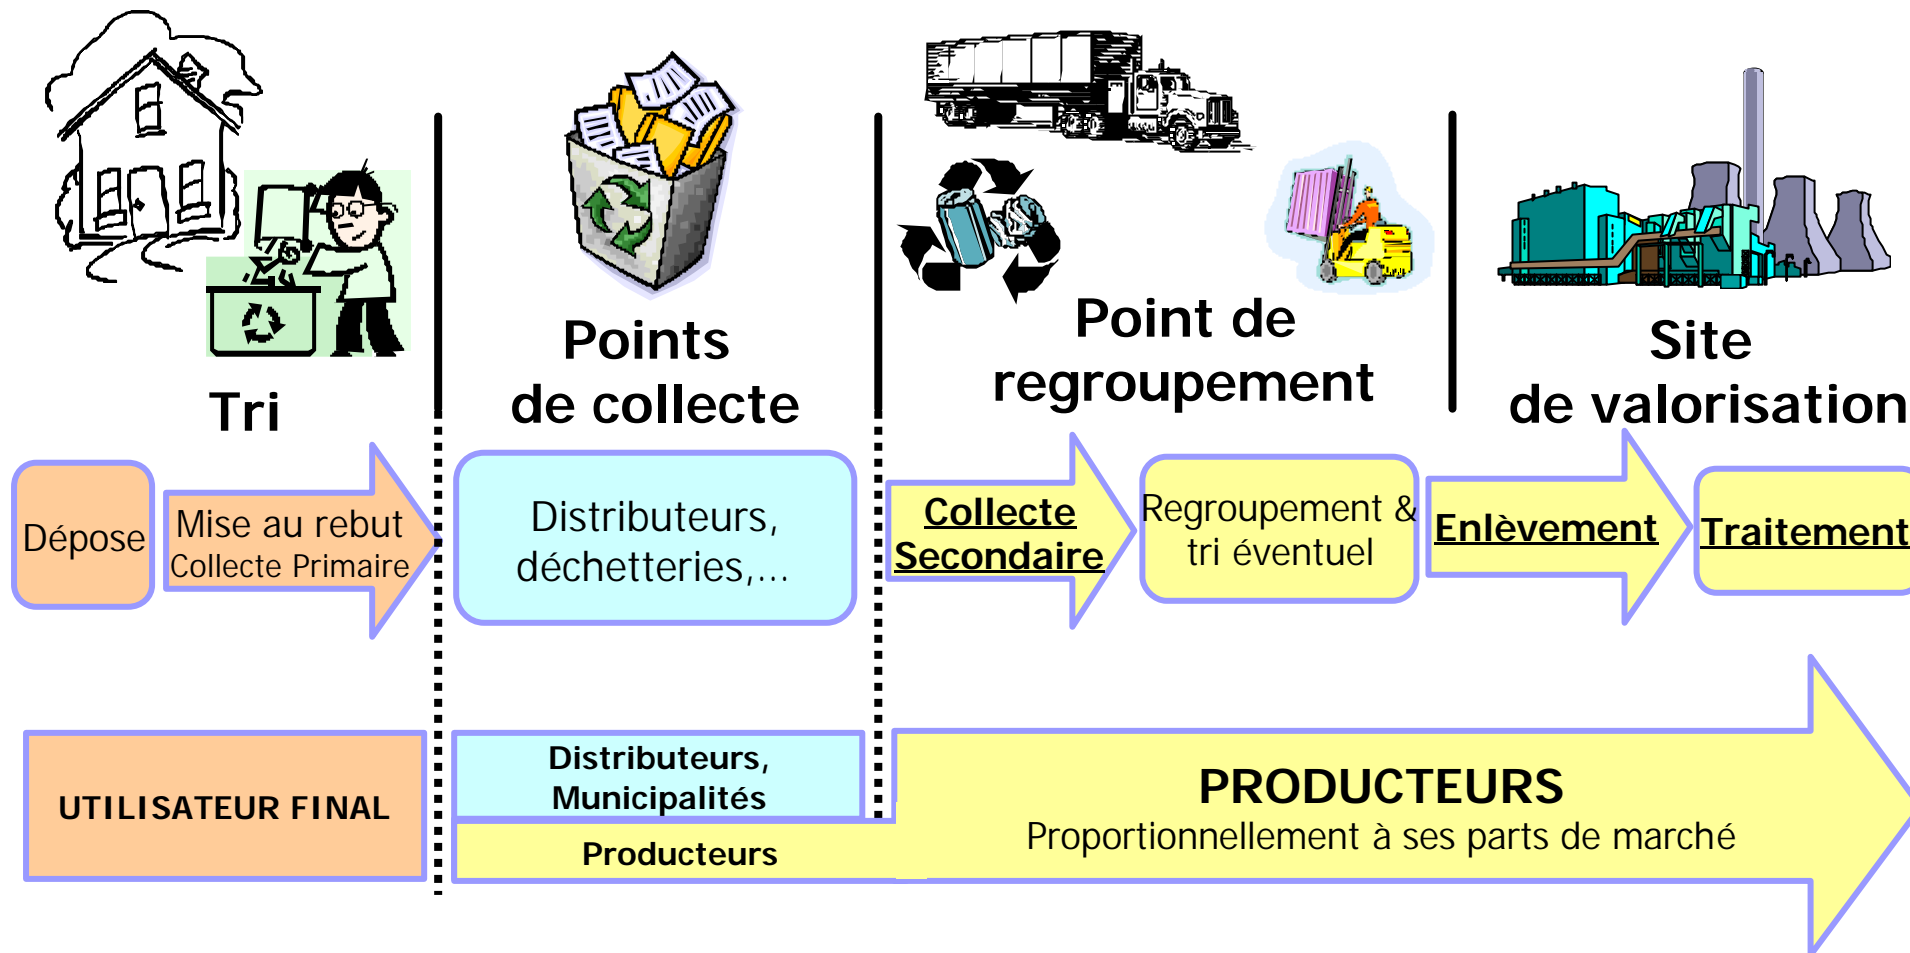 Tri
Points
de collecte
Point de
regroupement
Site
de valorisation
Dépose
Mise au rebut
Collecte Primaire
Distributeurs,
déchetteries,...
Collecte
Secondaire
Regroupement &
tri éventuel
Enlèvement
Traitement
UTILISATEUR FINAL
Distributeurs,
Municipalités
Producteurs
PRODUCTEURS
Proportionnellement à ses parts de marché